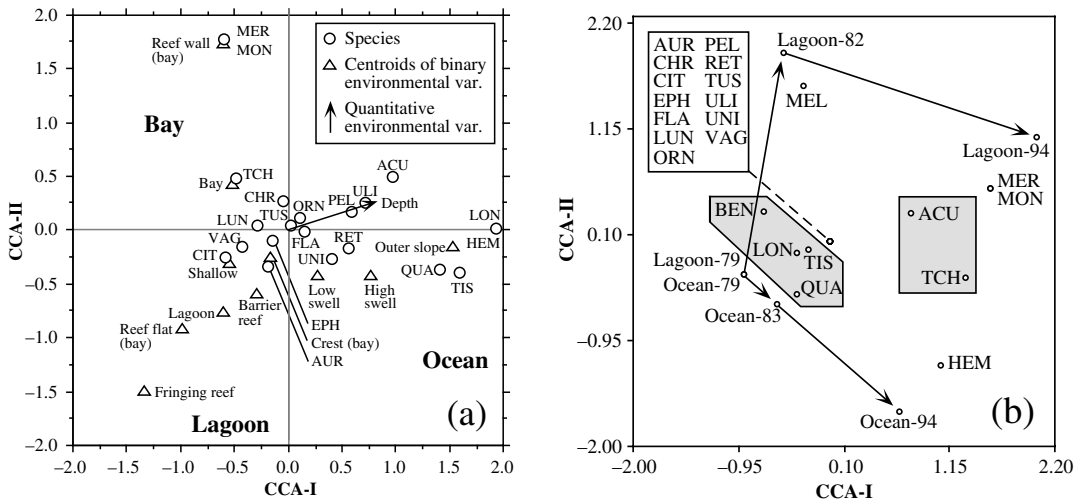 (a)
CCA-II
2.0
1.5
1.0
0.5
0.0
−0.5
−1.0
−1.5
−2.0
−2.0
−1.5
−1.0
−0.5
0.0
0.5
1.0
1.5
2.0
CCA-I
Species
Centroids of binary
environmental var.
Quantitative
environmental var.
MER
MON
Reef wall
(bay)
Bay
TCH
Bay
CHR
ORN
PEL
ULI
ACU
Depth
LUN
TUS
LON
HEM
VAG
FLA
RET
Outer slope
CIT
UNI
QUA
TIS
Shallow
Low
swell
High
swell
Lagoon
Barrier
reef
Reef flat
(bay)
EPH
Crest (bay)
AUR
Ocean
Fringing reef
Lagoon
(b)
CCA-II
2.20
1.15
0.10
−0.95
−2.00
−2.00
−0.95
0.10
1.15
2.20
CCA-I
AUR PEL
CHR RET
CIT TUS
EPH ULI
FLA UNI
LUN VAG
ORN
Lagoon-82
MEL
Lagoon-94
MER
MON
BEN
ACU
LON
TIS
Lagoon-79
Ocean-79
QUA
TCH
Ocean-83
HEM
Ocean-94